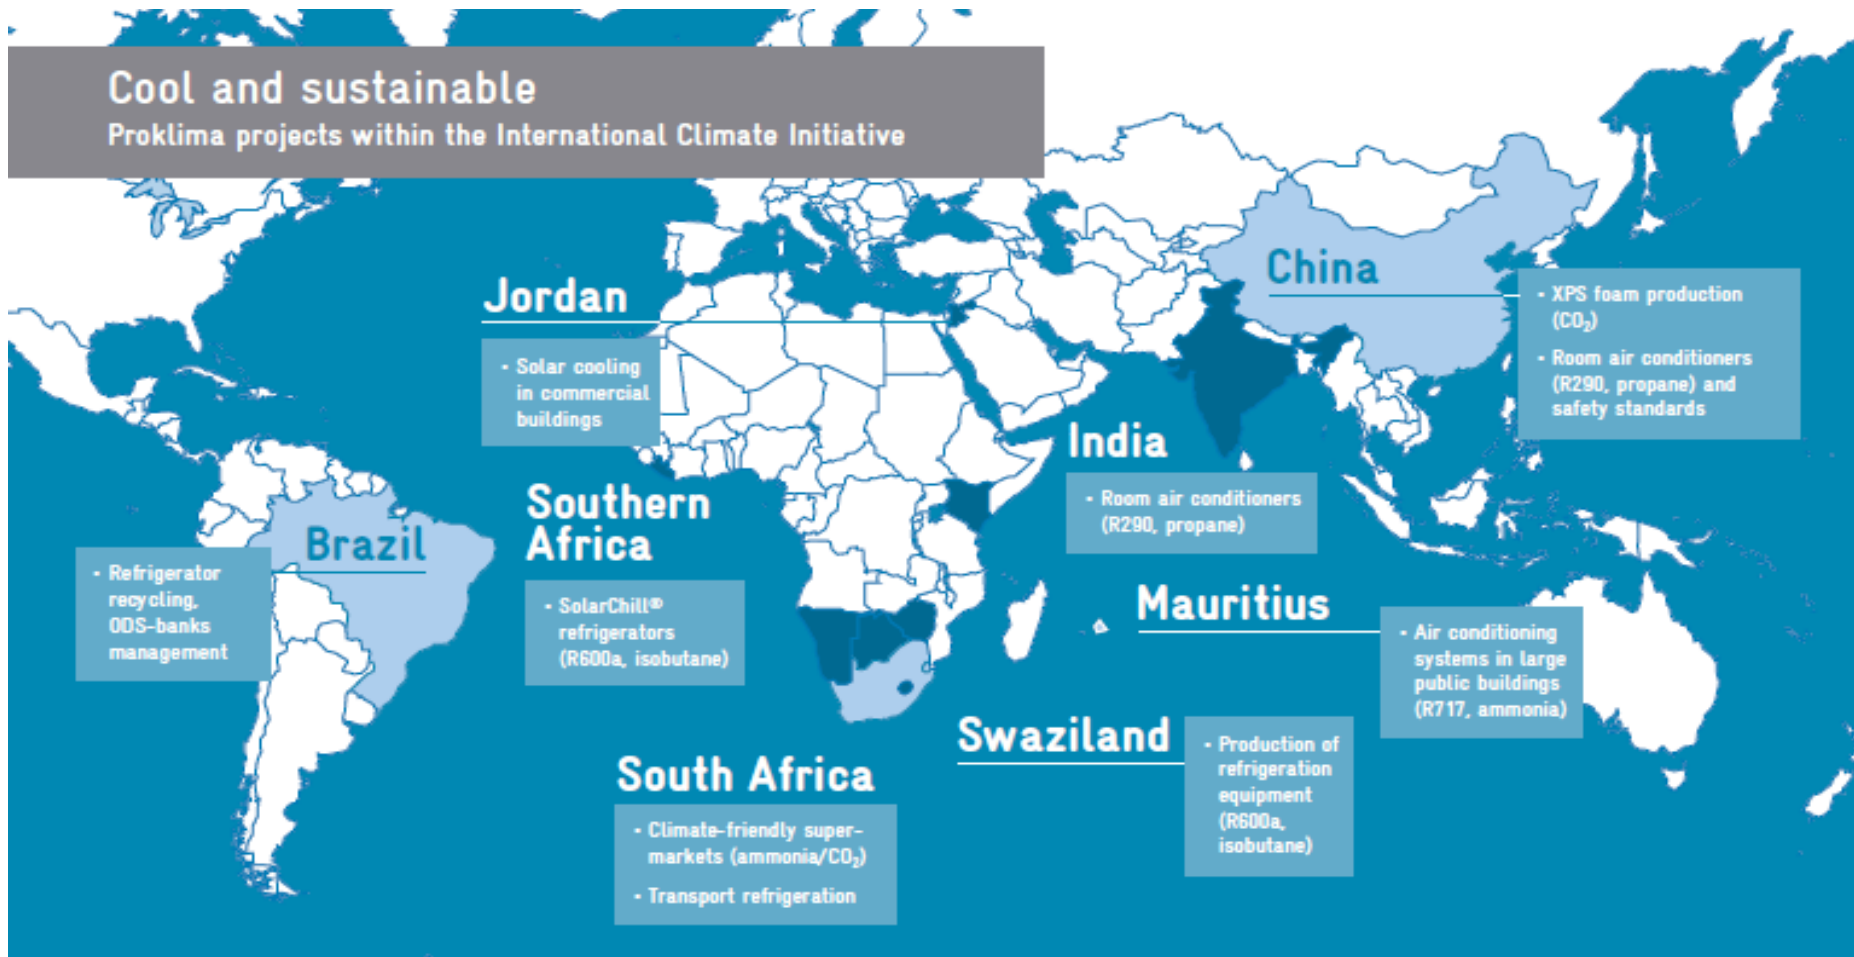 Cool and sustainable
Proklima projects within the International Climate Initiative
Jordan
- Solar cooling
in commercial
buildings
China
- XPS foam production
(CO₂)
- Room air conditioners
(R290, propane) and
safety standards
India
- Room air conditioners
(R290, propane)
Southern
Africa
- SolarChill®
refrigerators
(R600a, isobutane)
Brazil
- Refrigerator
recycling,
ODS-banks
management
Mauritius
- Air conditioning
systems in large
public buildings
(R717, ammonia)
Swaziland
- Production of
refrigeration
equipment
(R600a,
isobutane)
South Africa
- Climate-friendly super-
markets (ammonia/CO₂)
- Transport refrigeration